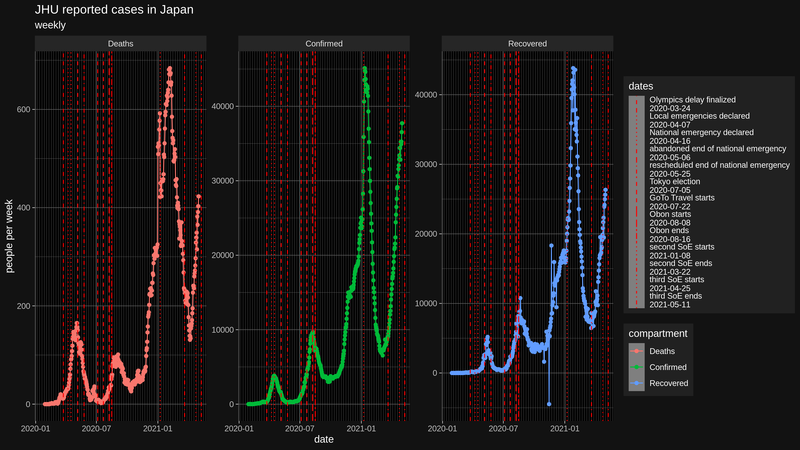 JHU reported cases in Japan
weekly
Deaths
Confirmed
Recovered
people per week
600
400
200
0
40000
30000
20000
10000
0
40000
30000
20000
10000
0
2020-01
2020-07
2021-01
2020-01
2020-07
2021-01
2020-01
2020-07
2021-01
date
dates
Olympics delay finalized
2020-03-24
Local emergencies declared
2020-04-07
National emergency declared
2020-04-16
abandoned end of national emergency
2020-05-06
rescheduled end of national emergency
2020-05-25
Tokyo election
2020-07-05
GoTo Travel starts
2020-07-22
Obon starts
2020-08-08
Obon ends
2020-08-16
second SoE starts
2021-01-08
second SoE ends
2021-03-22
third SoE starts
2021-04-25
third SoE ends
2021-05-11
compartment
Deaths
Confirmed
Recovered